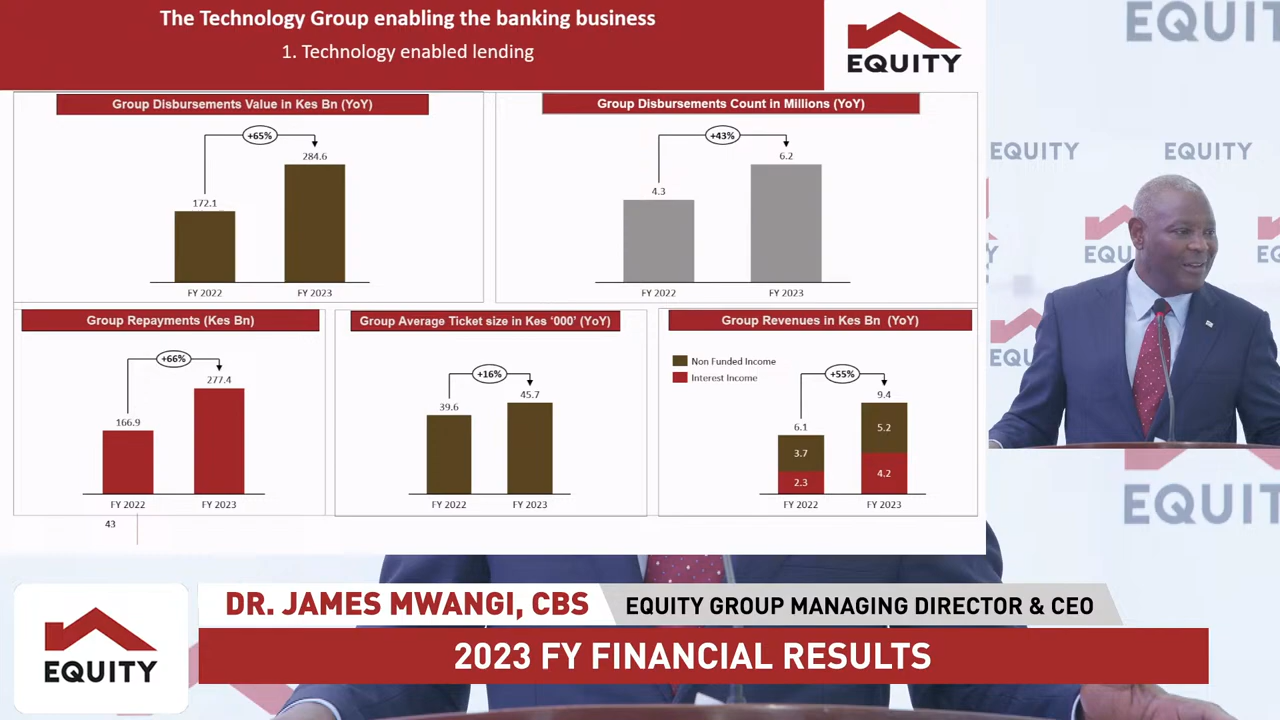 The Technology Group enabling the banking business
1. Technology enabled lending
EQUITY
Group Disbursements Value in Kes Bn (YoY)
+65%
172.1
284.6
FY 2022
FY 2023
Group Disbursements Count in Millions (YoY)
+43%
4.3
6.2
FY 2022
FY 2023
Group Repayments (Kes Bn)
+66%
166.9
277.4
FY 2022
FY 2023
Group Average Ticket size in Kes ‘000’ (YoY)
+16%
39.6
45.7
FY 2022
FY 2023
Group Revenues in Kes Bn (YoY)
Non Funded Income
Interest Income
+55%
6.1
9.4
3.7
5.2
2.3
4.2
FY 2022
FY 2023
43
EQUIT
EQUITY
EQUITY
EQU
EQ
EQU
EQUIT
DR. JAMES MWANGI, CBS
EQUITY GROUP MANAGING DIRECTOR & CEO
EQUITY
2023 FY FINANCIAL RESULTS